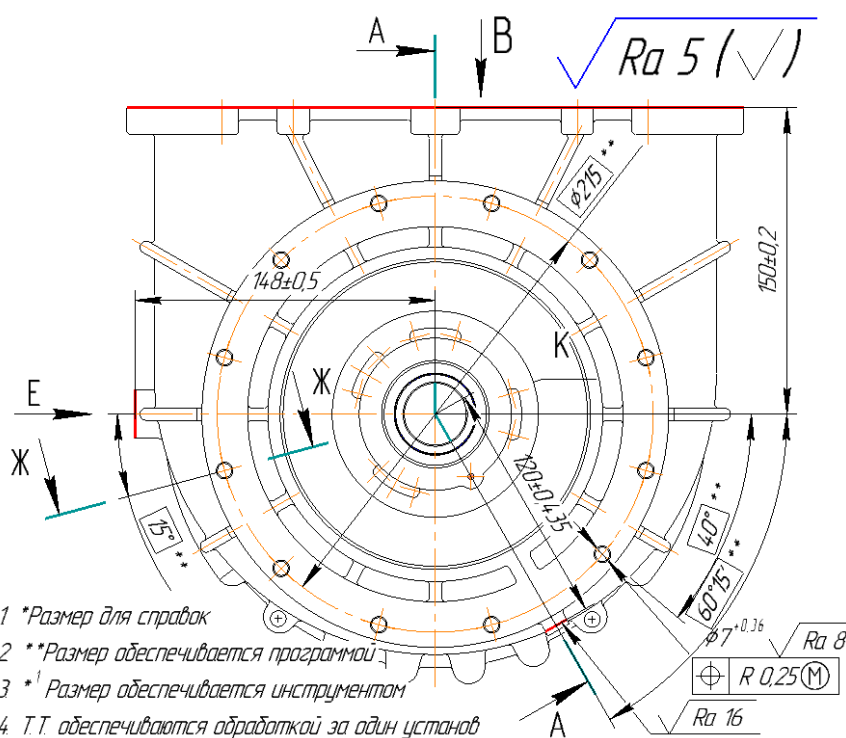 А
В
Ra 5 (√)
⌀215 **
150±0,2
148±0,5
К
Ж
Е
Ж
120±0,435
40° **
60°15' **
15° **
1 *Размер для справок
⌀7+0,36
Ra 8
2 **Размер обеспечивается программой
R 0,25 Ⓜ
3 *¹ Размер обеспечивается инструментом
Ra 16
4. Т.Т. обеспечиваются обработкой за один установ
А